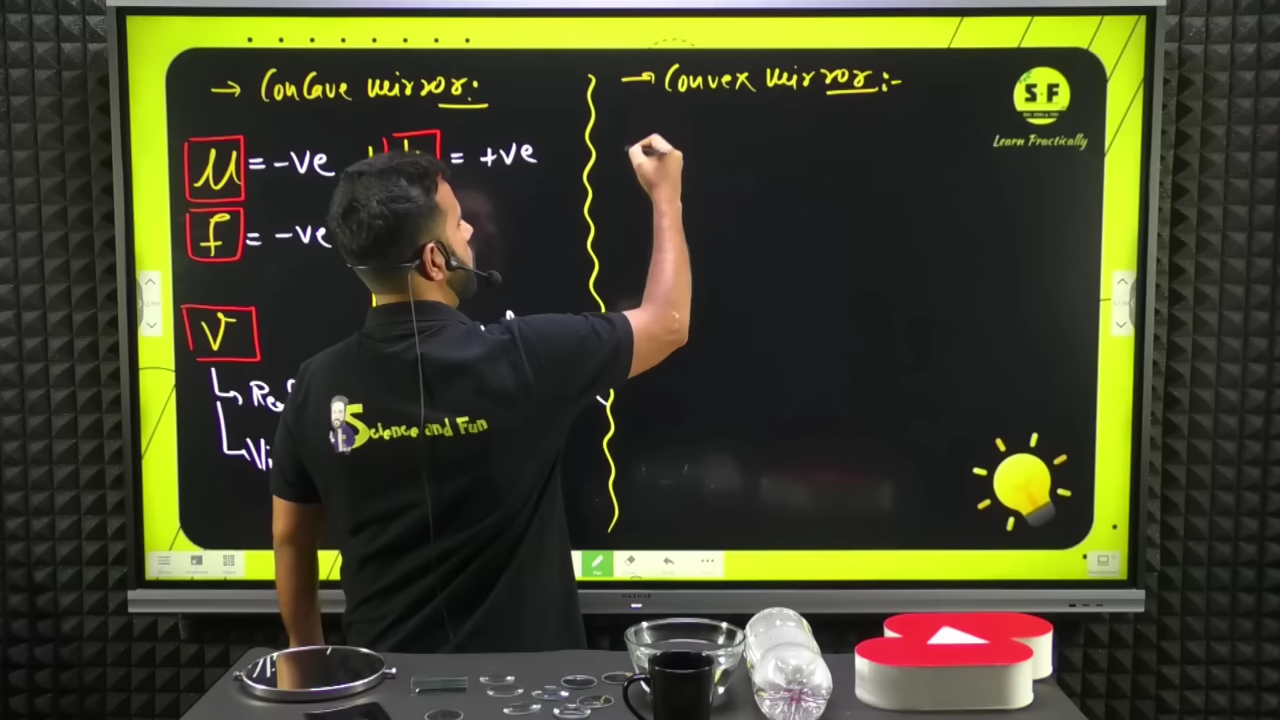 → Concave mirror:
u = -ve
= +ve
f = -ve
v
→ Convex mirror :-
S F
Learn Practically
Science and Fun